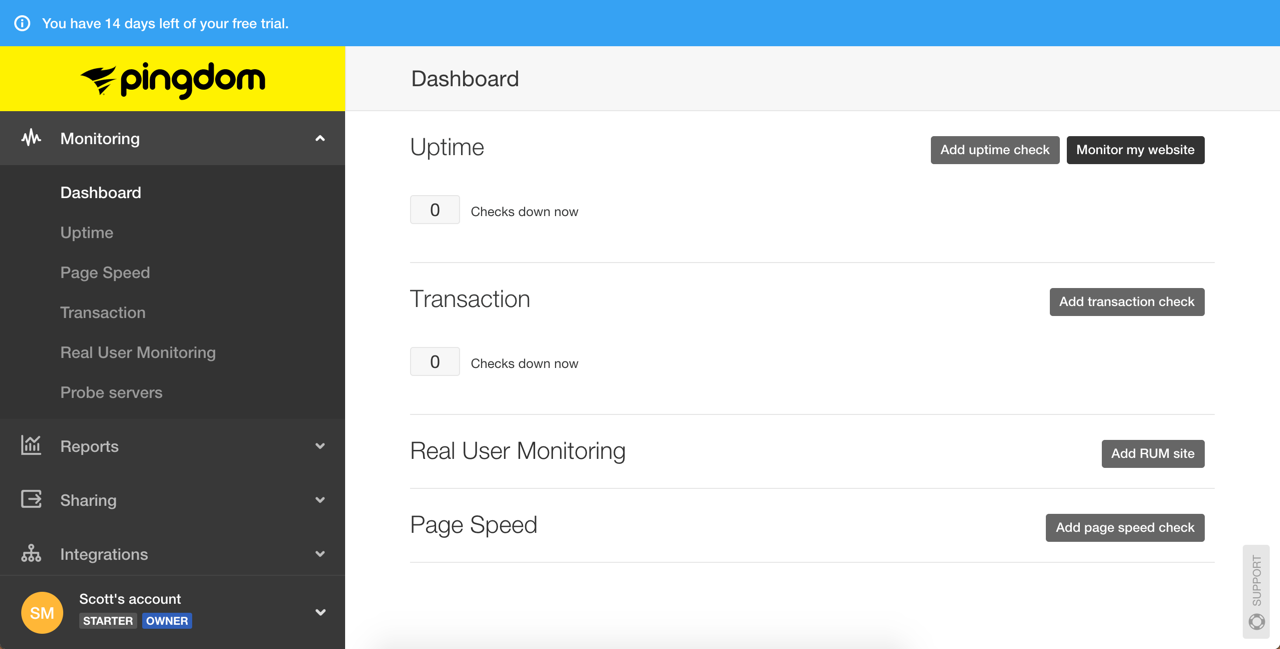 You have 14 days left of your free trial.
pingdom
Monitoring
Dashboard
Uptime
Page Speed
Transaction
Real User Monitoring
Probe servers
Reports
Sharing
Integrations
SM
Scott's account
STARTER OWNER
Dashboard
Uptime
Add uptime check
Monitor my website
0 Checks down now
Transaction
Add transaction check
0 Checks down now
Real User Monitoring
Add RUM site
Page Speed
Add page speed check
SUPPORT